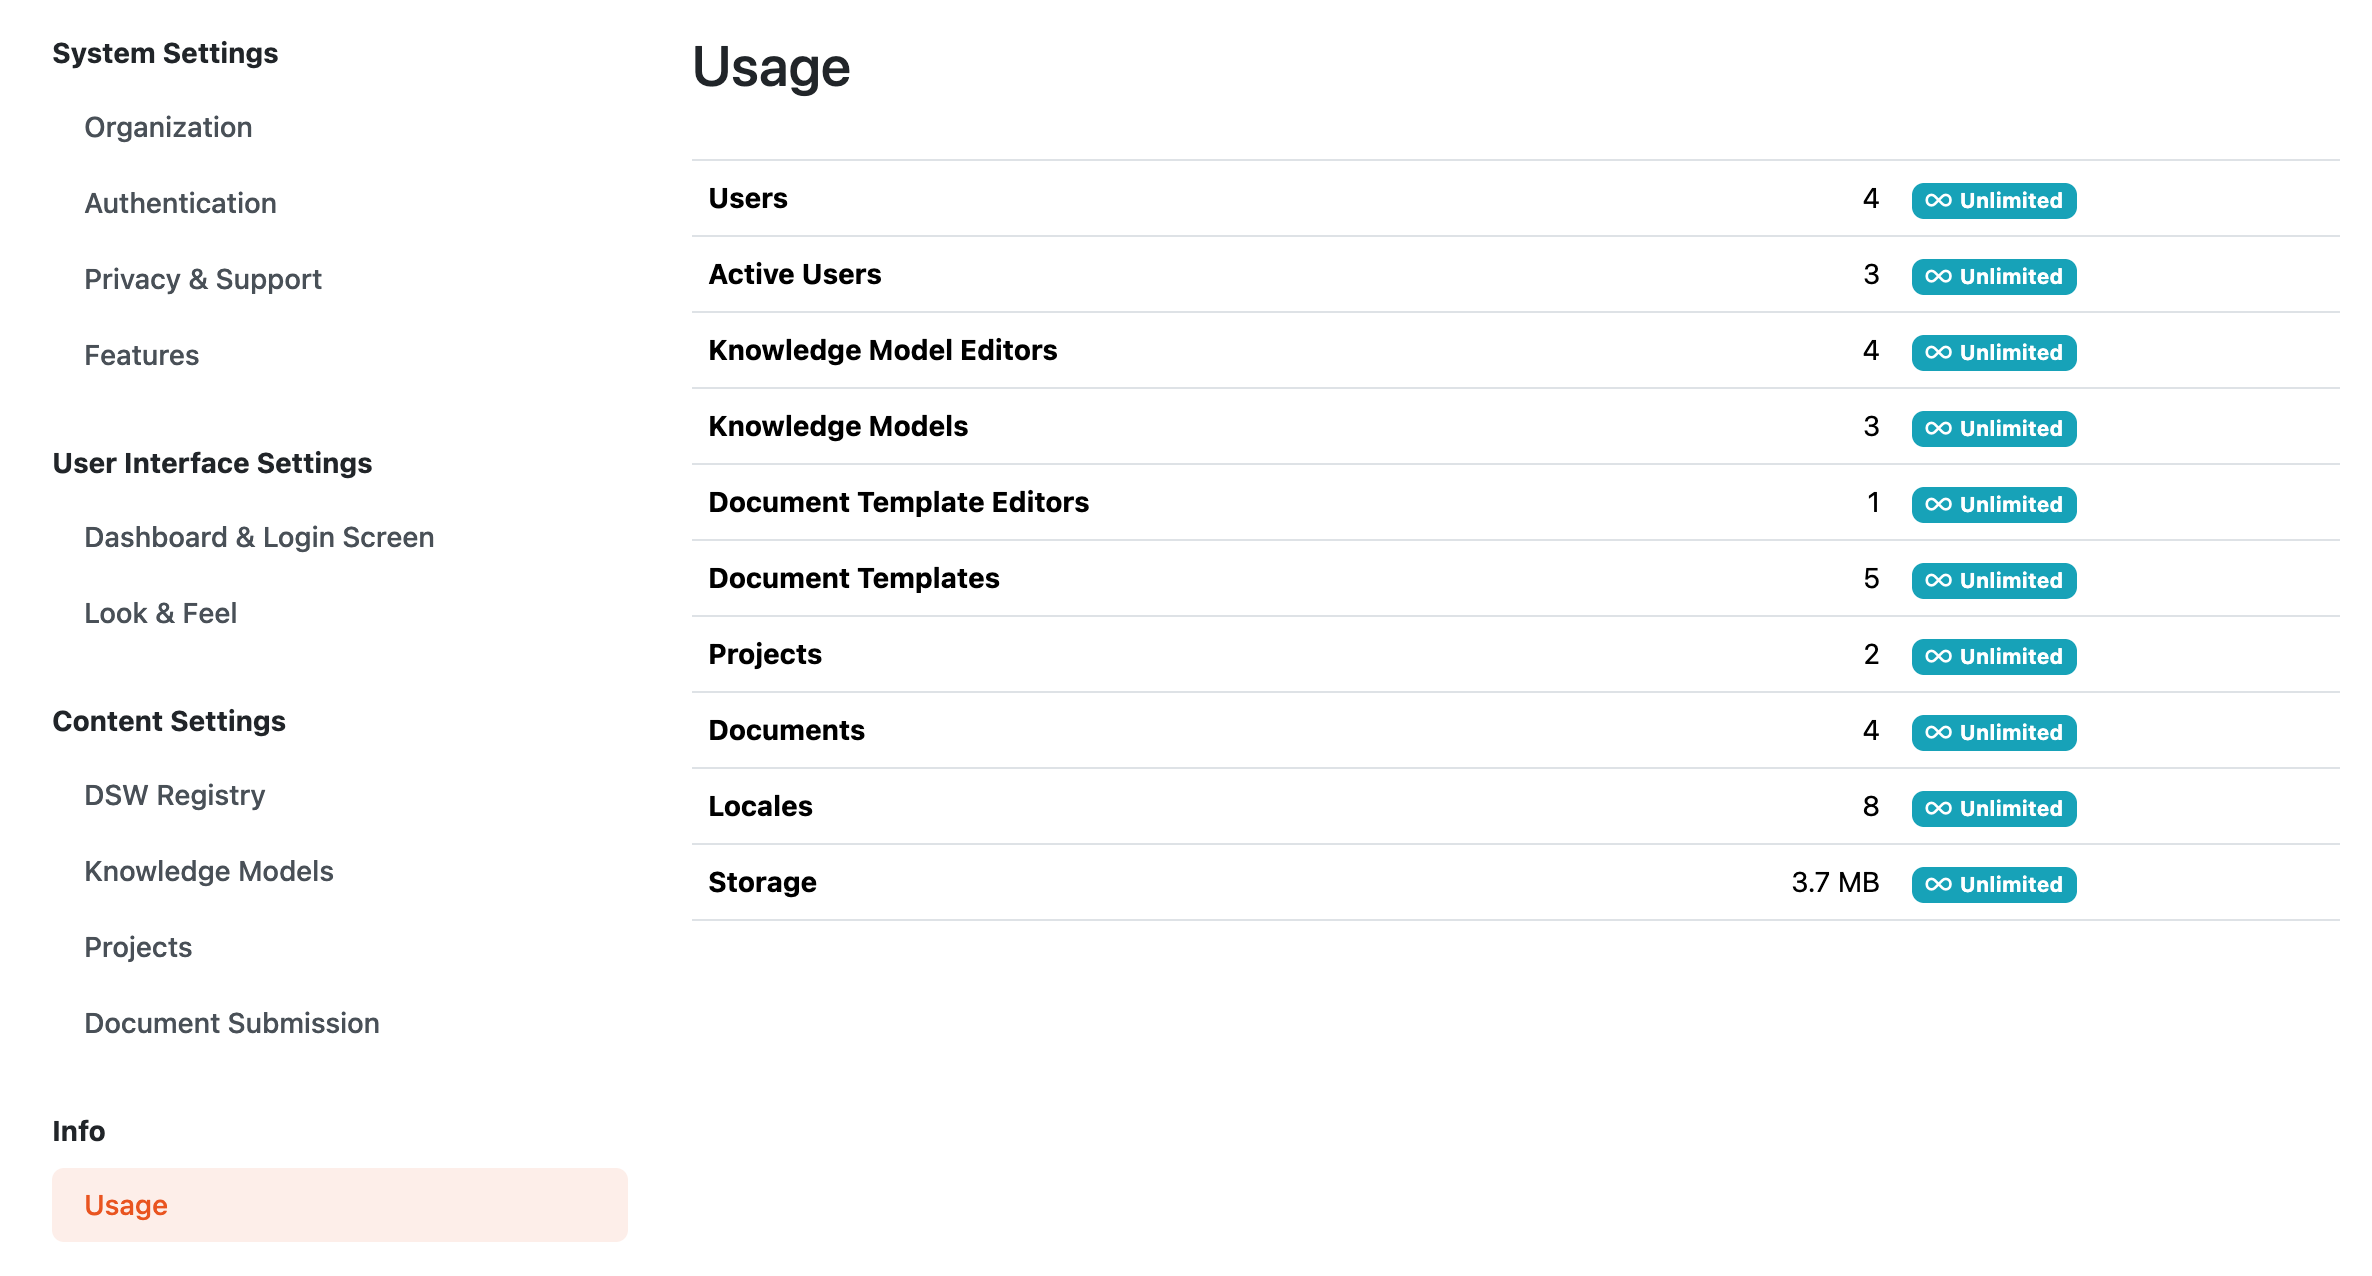 System Settings
Organization
Authentication
Privacy & Support
Features
User Interface Settings
Dashboard & Login Screen
Look & Feel
Content Settings
DSW Registry
Knowledge Models
Projects
Document Submission
Info
Usage
Usage
Users 4 ∞ Unlimited
Active Users 3 ∞ Unlimited
Knowledge Model Editors 4 ∞ Unlimited
Knowledge Models 3 ∞ Unlimited
Document Template Editors 1 ∞ Unlimited
Document Templates 5 ∞ Unlimited
Projects 2 ∞ Unlimited
Documents 4 ∞ Unlimited
Locales 8 ∞ Unlimited
Storage 3.7 MB ∞ Unlimited